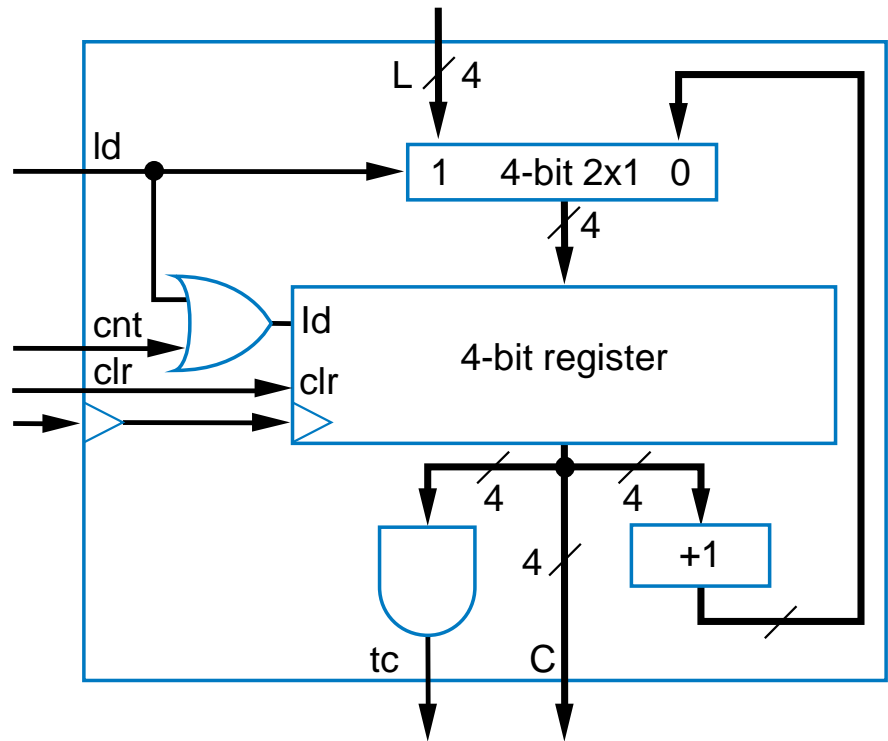 L 4
ld
1 4-bit 2x1 0
4
cnt
ld
4-bit register
clr
clr
4 4
4 +1
tc C